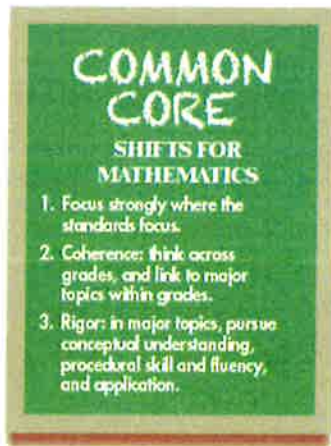 COMMON
CORE
SHIFTS FOR
MATHEMATICS
1. Focus strongly where the
standards focus.
2. Coherence: think across
grades, and link to major
topics within grades.
3. Rigor: in major topics, pursue
conceptual understanding,
procedural skill and fluency,
and application.